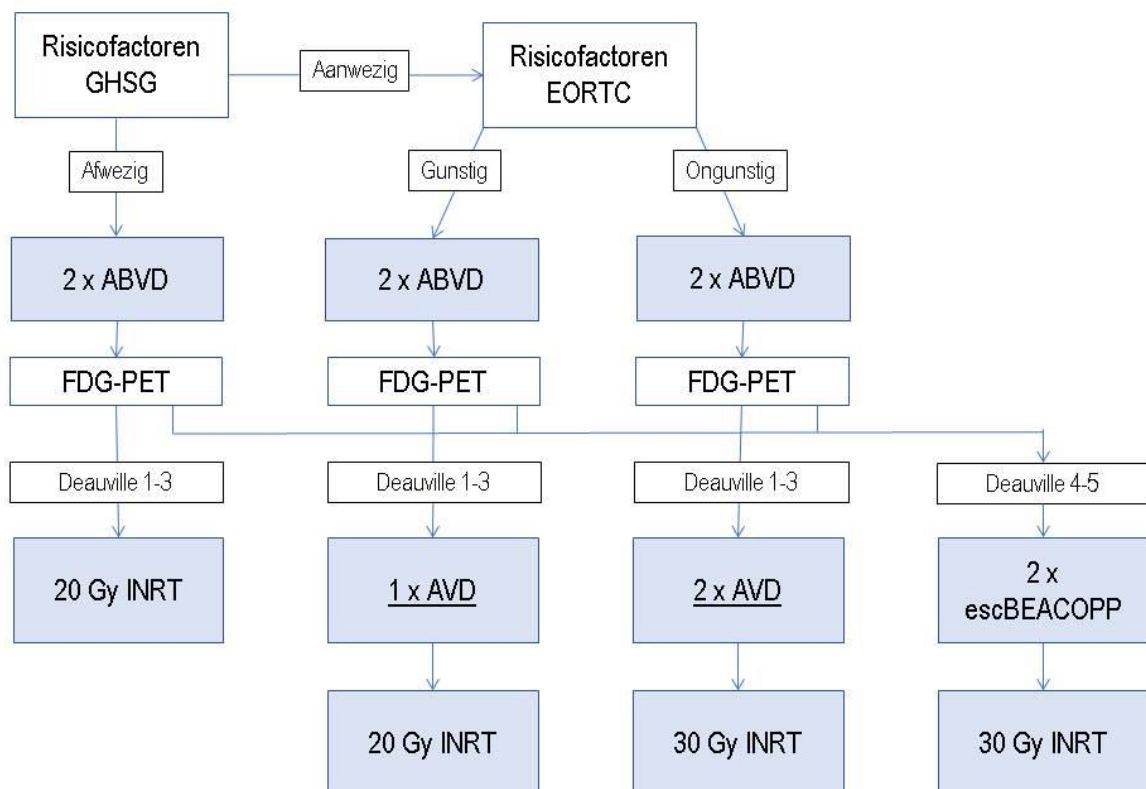 Risicofactoren
GHSG
Aanwezig
Risicofactoren
EORTC
Afwezig
Gunstig
Ongunstig
2 x ABVD
2 x ABVD
2 x ABVD
FDG-PET
FDG-PET
FDG-PET
Deauville 1-3
Deauville 1-3
Deauville 1-3
Deauville 4-5
20 Gy INRT
1 x AVD
2 x AVD
2 x
escBEACOPP
20 Gy INRT
30 Gy INRT
30 Gy INRT